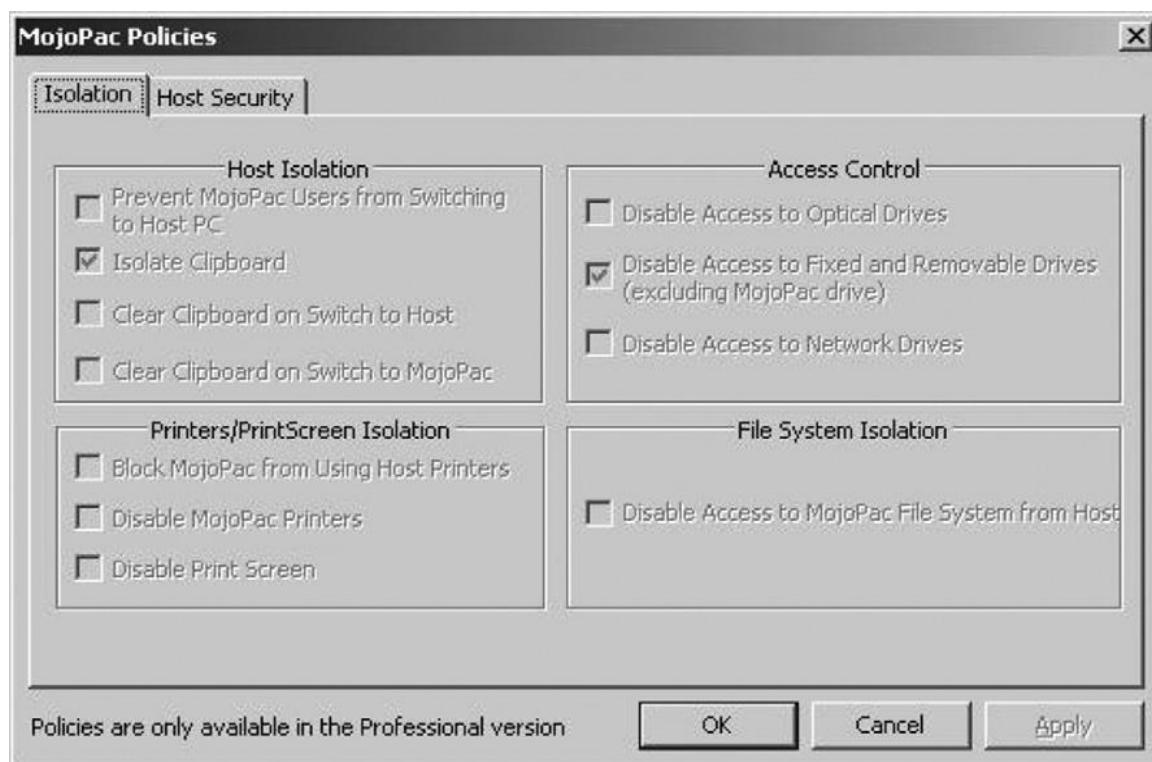 MojoPac Policies
Isolation
Host Security
Host Isolation
Prevent MojoPac Users from Switching
to Host PC
Isolate Clipboard
Clear Clipboard on Switch to Host
Clear Clipboard on Switch to MojoPac
Access Control
Disable Access to Optical Drives
Disable Access to Fixed and Removable Drives
(excluding MojoPac drive)
Disable Access to Network Drives
Printers/PrintScreen Isolation
Block MojoPac from Using Host Printers
Disable MojoPac Printers
Disable Print Screen
File System Isolation
Disable Access to MojoPac File System from Host
Policies are only available in the Professional version
OK
Cancel
Apply